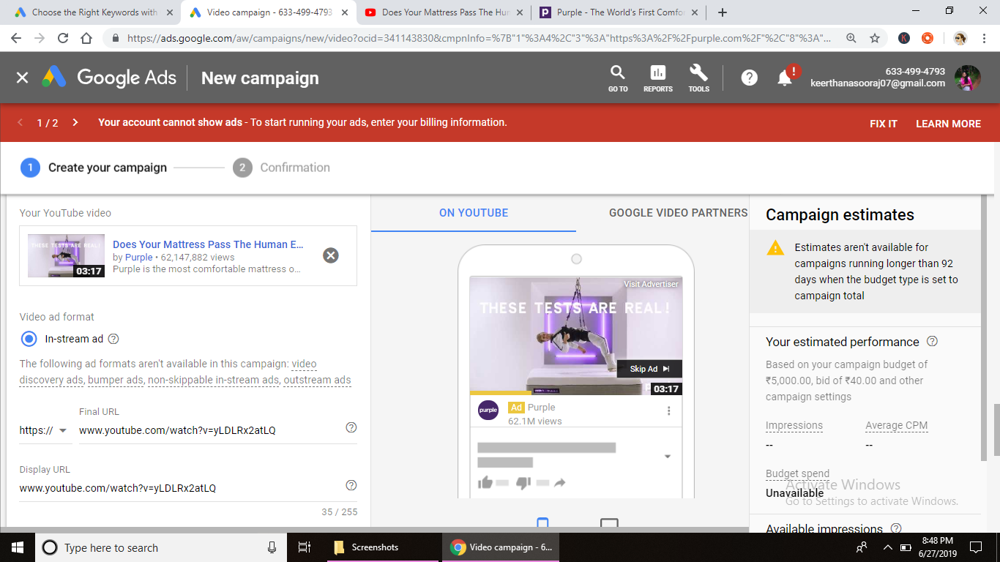 Choose the Right Keywords with
Video campaign - 633-499-4793
Does Your Mattress Pass The Hu
Purple - The World's First Comfo
https://ads.google.com/aw/campaigns/new/video?ocid=341143830&cmpnInfo=%7B"1"%3A4%2C"3"%3A"https%3A%2F%2Fpurple.com%2F"%2C"8"%3A"...
Google Ads
New campaign
GO TO
REPORTS
TOOLS
!
633-499-4793
keerthanasooraj07@gmail.com
1 / 2
Your account cannot show ads - To start running your ads, enter your billing information.
FIX IT
LEARN MORE
1
Create your campaign
2
Confirmation
Your YouTube video
THESE TESTS ARE REAL!
03:17
Does Your Mattress Pass The Human E...
by Purple • 62,147,882 views
Purple is the most comfortable mattress o...
Video ad format
In-stream ad
The following ad formats aren't available in this campaign: video
discovery ads, bumper ads, non-skippable in-stream ads, outstream ads
Final URL
https://
www.youtube.com/watch?v=yLDLRx2atLQ
Display URL
www.youtube.com/watch?v=yLDLRx2atLQ
35 / 255
ON YOUTUBE
GOOGLE VIDEO PARTNERS
Visit Advertiser
THESE TESTS ARE REAL!
Skip Ad
03:17
purple
Ad Purple
62.1M views
Campaign estimates
Estimates aren't available for
campaigns running longer than 92
days when the budget type is set to
campaign total
Your estimated performance
Based on your campaign budget of
₹5,000.00, bid of ₹40.00 and other
campaign settings
Impressions
Average CPM
--
--
Budget spend
Unavailable
Activate Windows
Go to Settings to activate Windows.
Available impressions
Type here to search
Screenshots
Video campaign - 6...
8:48 PM
6/27/2019